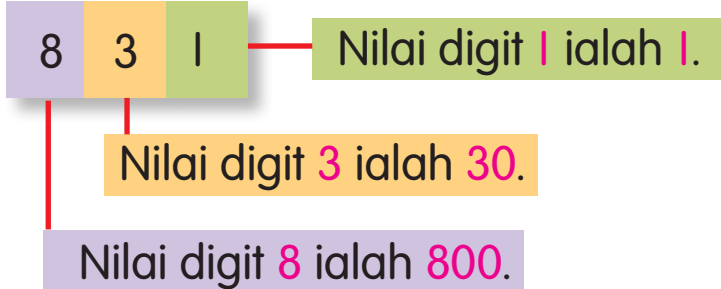 8 3 1
Nilai digit 1 ialah 1.
Nilai digit 3 ialah 30.
Nilai digit 8 ialah 800.